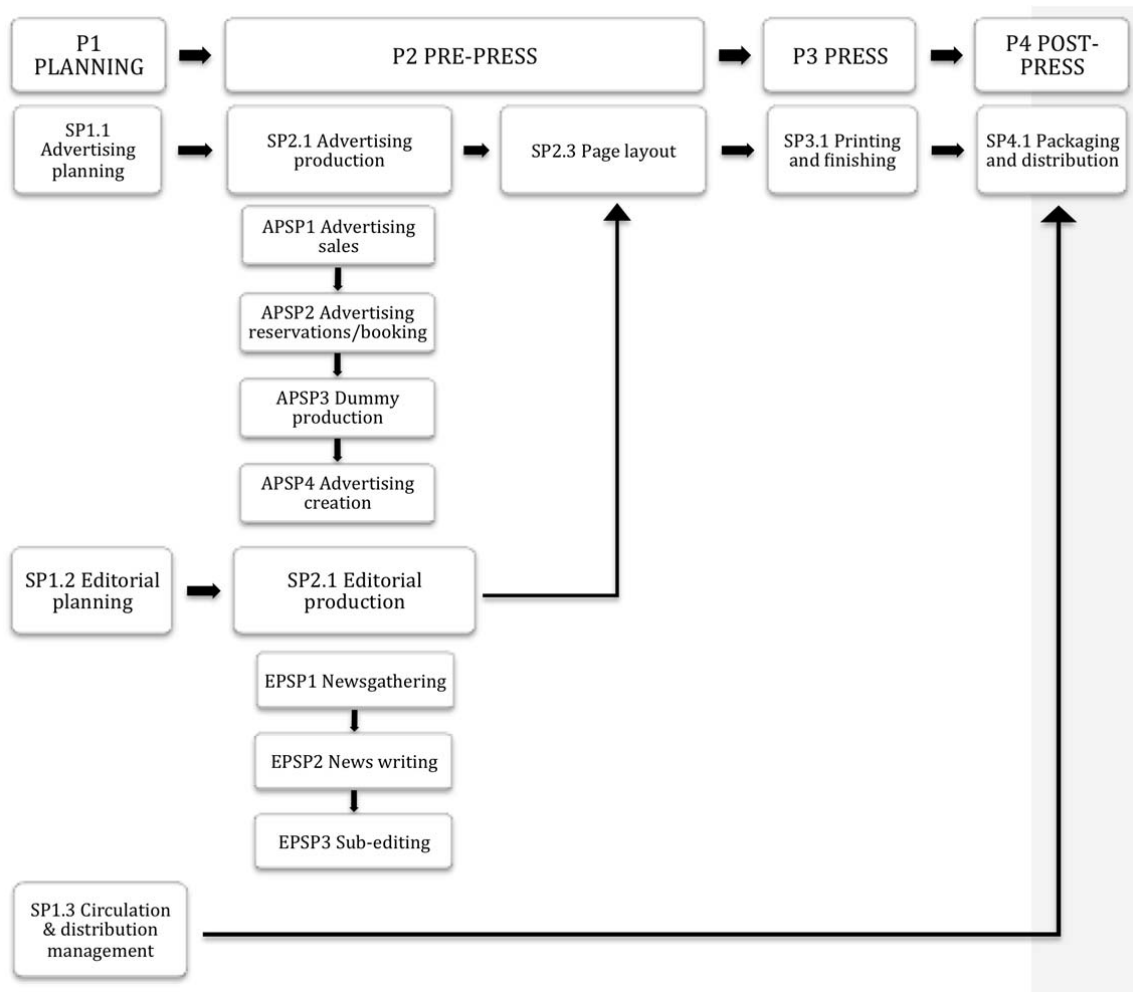 P1
PLANNING
P2 PRE-PRESS
P3 PRESS
P4 POST-
PRESS
SP1.1
Advertising
planning
SP2.1 Advertising
production
SP2.3 Page layout
SP3.1 Printing
and finishing
SP4.1 Packaging
and distribution
APSP1 Advertising
sales
APSP2 Advertising
reservations/booking
APSP3 Dummy
production
APSP4 Advertising
creation
SP1.2 Editorial
planning
SP2.1 Editorial
production
EPSP1 Newsgathering
EPSP2 News writing
EPSP3 Sub-editing
SP1.3 Circulation
& distribution
management